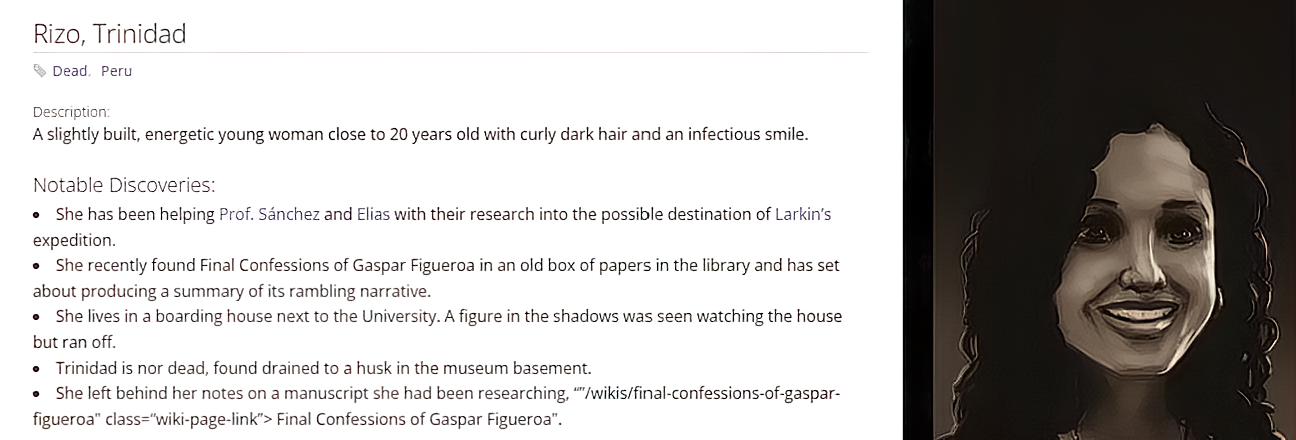 Rizo, Trinidad
Dead, Peru
Description:
A slightly built, energetic young woman close to 20 years old with curly dark hair and an infectious smile.
Notable Discoveries:
• She has been helping Prof. Sánchez and Elias with their research into the possible destination of Larkin's
expedition.
• She recently found Final Confessions of Gaspar Figueroa in an old box of papers in the library and has set
about producing a summary of its rambling narrative.
• She lives in a boarding house next to the University. A figure in the shadows was seen watching the house
but ran off.
• Trinidad is nor dead, found drained to a husk in the museum basement.
• She left behind her notes on a manuscript she had been researching, “”"/wikis/final-confessions-of-gaspar-
figueroa" class="wiki-page-link"> Final Confessions of Gaspar Figueroa".